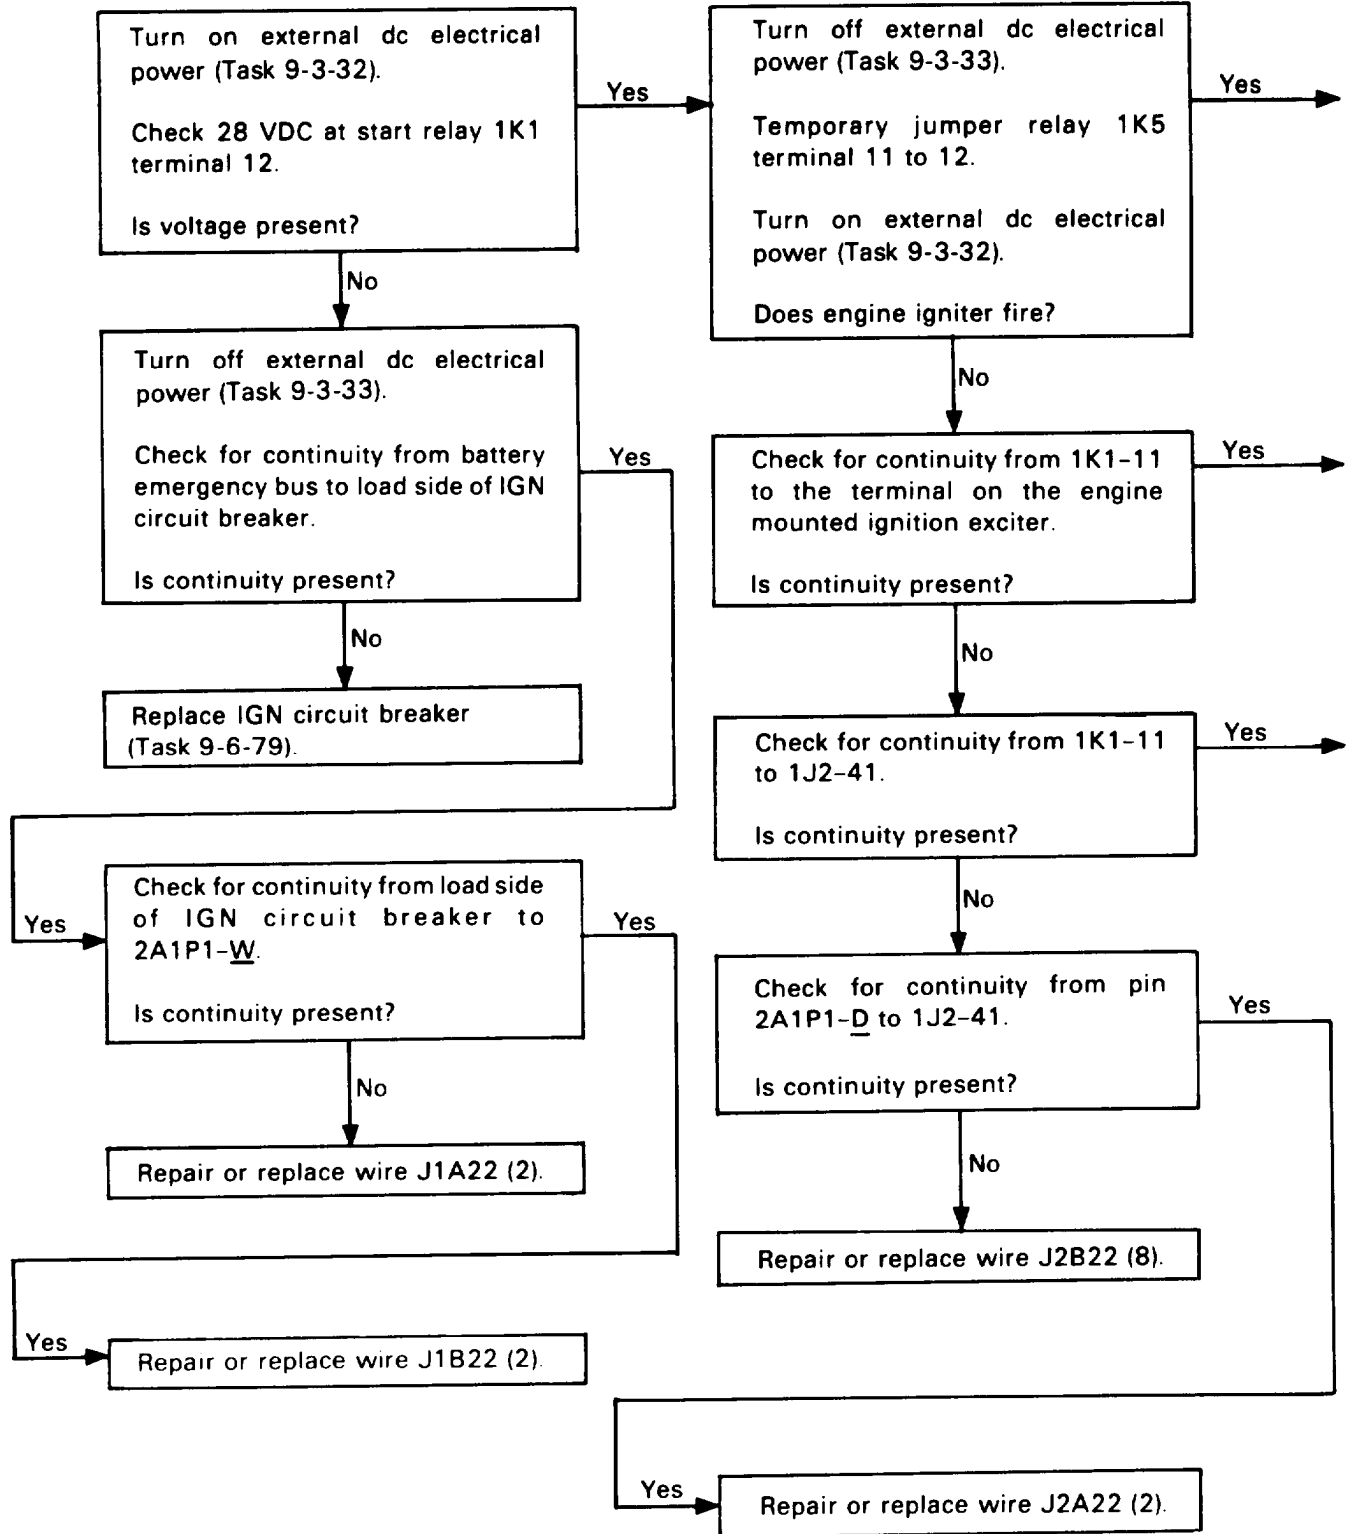 Turn on external dc electrical
power (Task 9-3-32).
Check 28 VDC at start relay 1K1
terminal 12.
Is voltage present?
Yes
No
Turn off external dc electrical
power (Task 9-3-33).
Check for continuity from battery
emergency bus to load side of IGN
circuit breaker.
Is continuity present?
Yes
No
Replace IGN circuit breaker
(Task 9-6-79).
Yes
Check for continuity from load side
of IGN circuit breaker to
2A1P1-W.
Is continuity present?
Yes
No
Repair or replace wire J1A22 (2).
Yes
Repair or replace wire J1B22 (2).
Turn off external dc electrical
power (Task 9-3-33).
Temporary jumper relay 1K5
terminal 11 to 12.
Turn on external dc electrical
power (Task 9-3-32).
Does engine igniter fire?
Yes
No
Check for continuity from 1K1-11
to the terminal on the engine
mounted ignition exciter.
Is continuity present?
Yes
No
Check for continuity from 1K1-11
to 1J2-41.
Is continuity present?
Yes
No
Check for continuity from pin
2A1P1-D to 1J2-41.
Is continuity present?
Yes
No
Repair or replace wire J2B22 (8).
Yes
Repair or replace wire J2A22 (2).